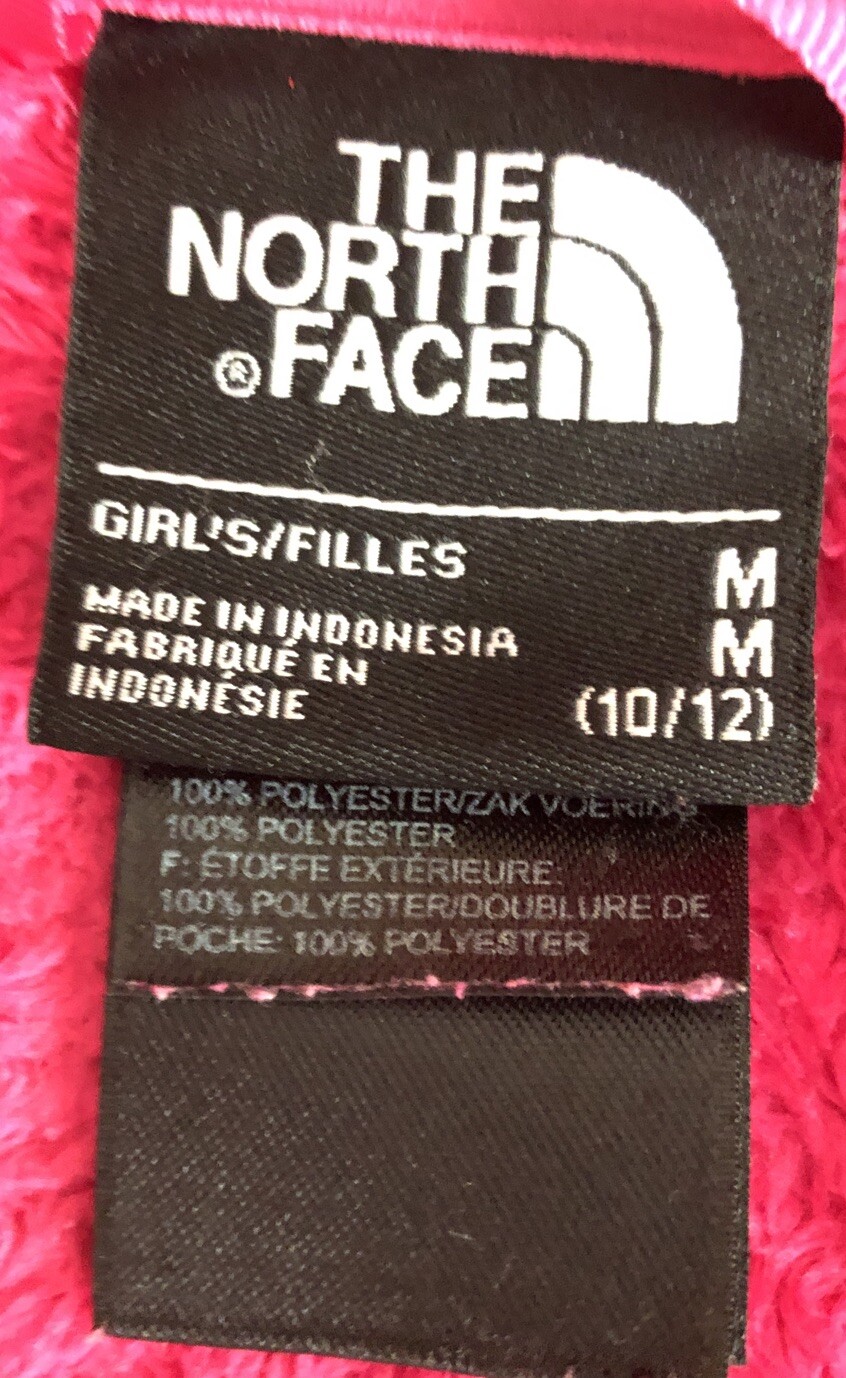 THE
NORTH
FACE
®
GIRL'S/FILLES M
MADE IN INDONESIA M
FABRIQUÉ EN
INDONÉSIE (10/12)
100% POLYESTER/ZAK VOERING
100% POLYESTER
F: ÉTOFFE EXTÉRIEURE:
100% POLYESTER/DOUBLURE DE
POCHE: 100% POLYESTER